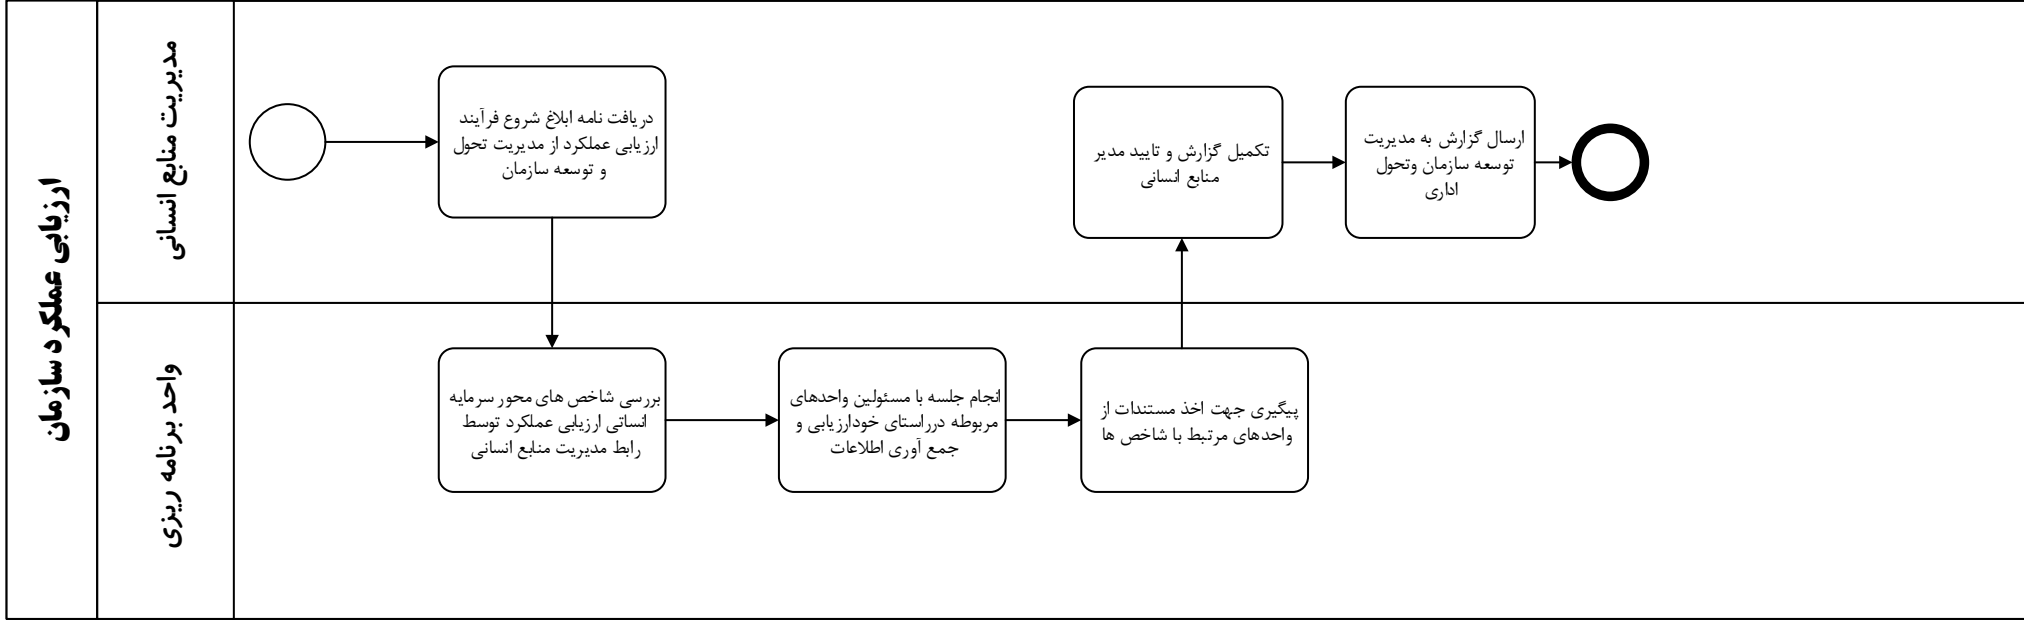 ارزیابی عملکرد سازمان
مدیریت منابع انسانی
دریافت نامه ابلاغ شروع فرآیند
ارزیابی عملکرد از مدیریت تحول
و توسعه سازمان
تکمیل گزارش و تایید مدیر
منابع انسانی
ارسال گزارش به مدیریت
توسعه سازمان وتحول
اداری
واحد برنامه ریزی
بررسی شاخص های محور سرمایه
انساتی ارزیابی عملکرد توسط
رابط مدیریت منابع انسانی
انجام جلسه با مسئولین واحدهای
مربوطه درراستای خودارزیابی و
جمع آوری اطلاعات
پیگیری جهت اخذ مستندات از
واحدهای مرتبط با شاخص ها